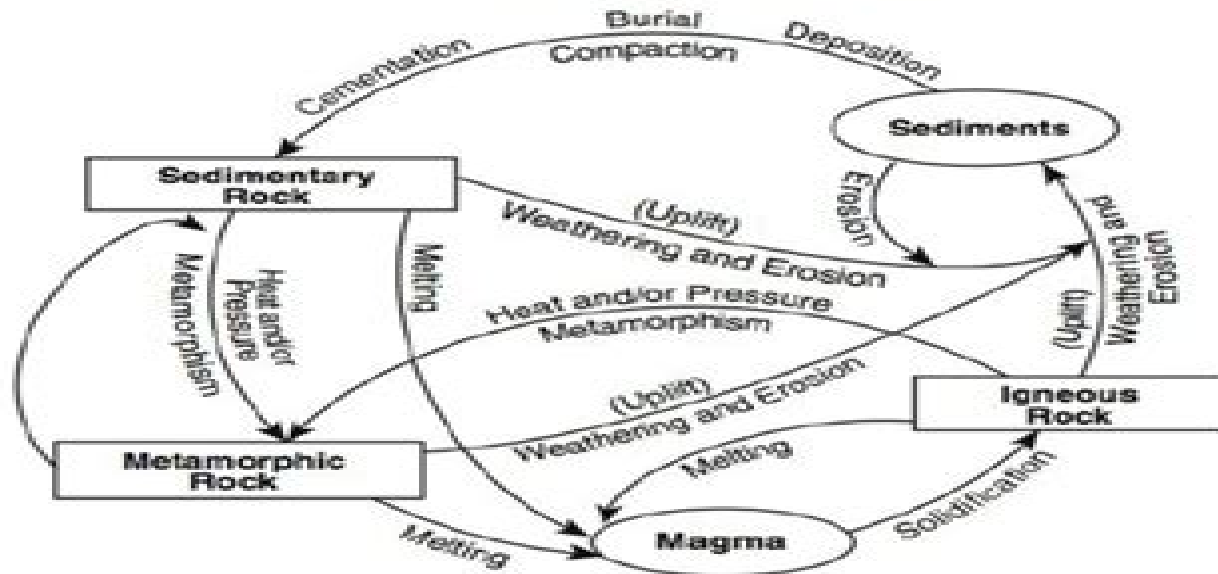 Burial
Compaction
Deposition
Cementation
Sediments
Sedimentary
Rock
Erosion
(Uplift)
Weathering and Erosion
Melting
Heat and/or
Pressure
Metamorphism
Heat and/or Pressure
Metamorphism
(Uplift)
Weathering and
Erosion
(Uplift)
Weathering and Erosion
Igneous
Rock
Metamorphic
Rock
Melting
Solidification
Melting
Magma